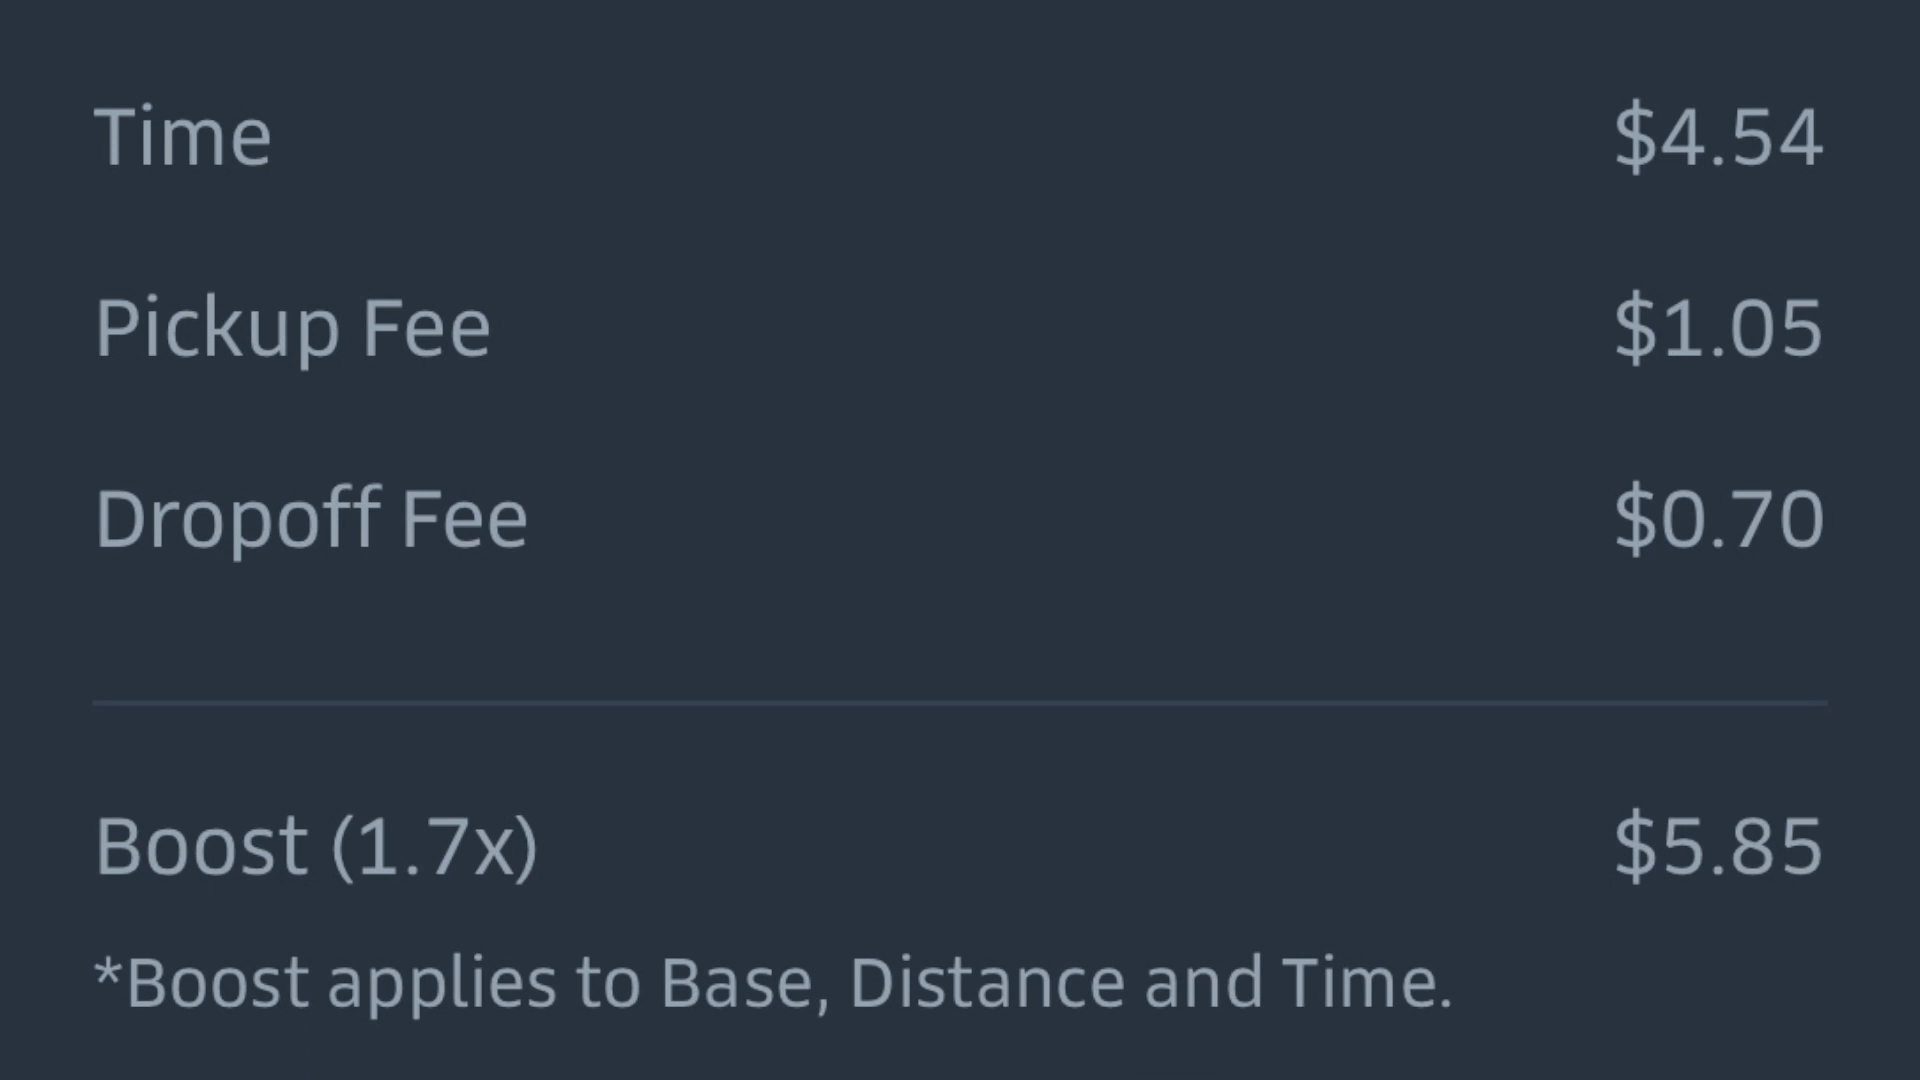 Time $4.54
Pickup Fee $1.05
Dropoff Fee $0.70
Boost (1.7x) $5.85
*Boost applies to Base, Distance and Time.